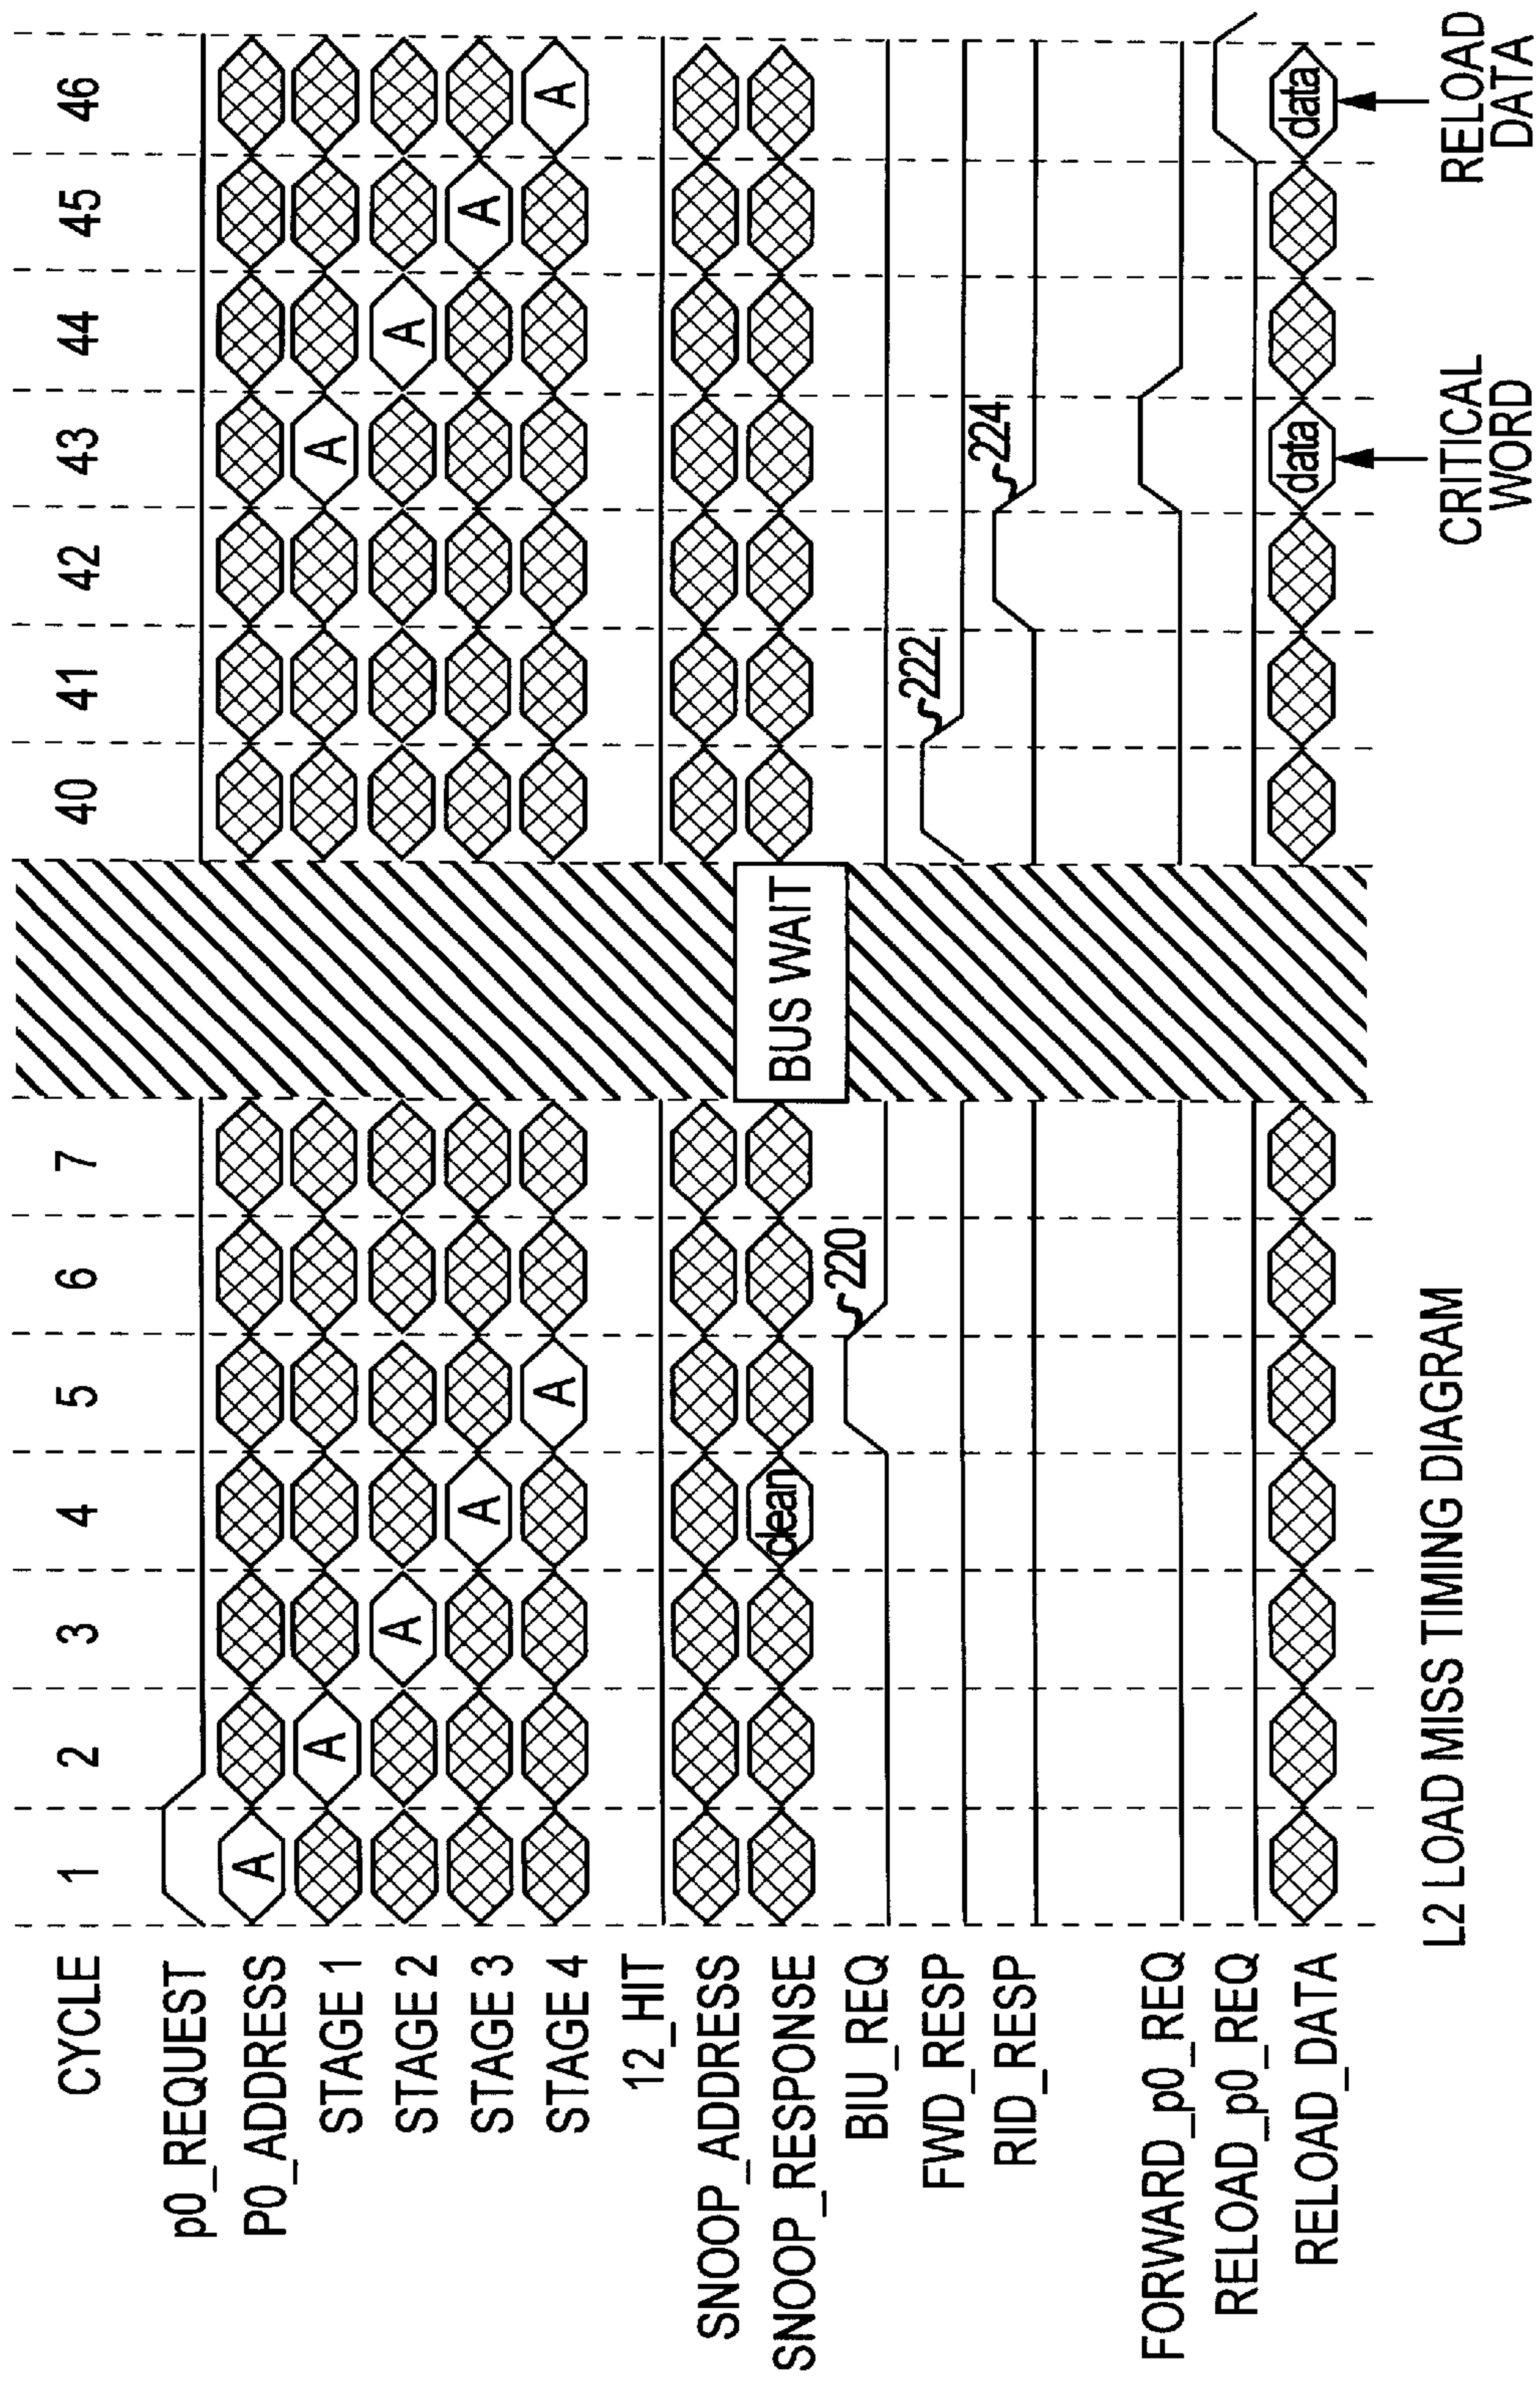 CYCLE 1 2 3 4 5 6 7 40 41 42 43 44 45 46
p0_REQUEST
P0_ADDRESS A
STAGE 1 A A
STAGE 2 A A
STAGE 3 A A
STAGE 4 A A
12_HIT
SNOOP_ADDRESS
SNOOP_RESPONSE clean BUS WAIT
BIU_REQ 220
FWD_RESP 222
RID_RESP 224
FORWARD_p0_REQ
RELOAD_p0_REQ
RELOAD_DATA data data
CRITICAL
WORD
RELOAD
DATA
L2 LOAD MISS TIMING DIAGRAM